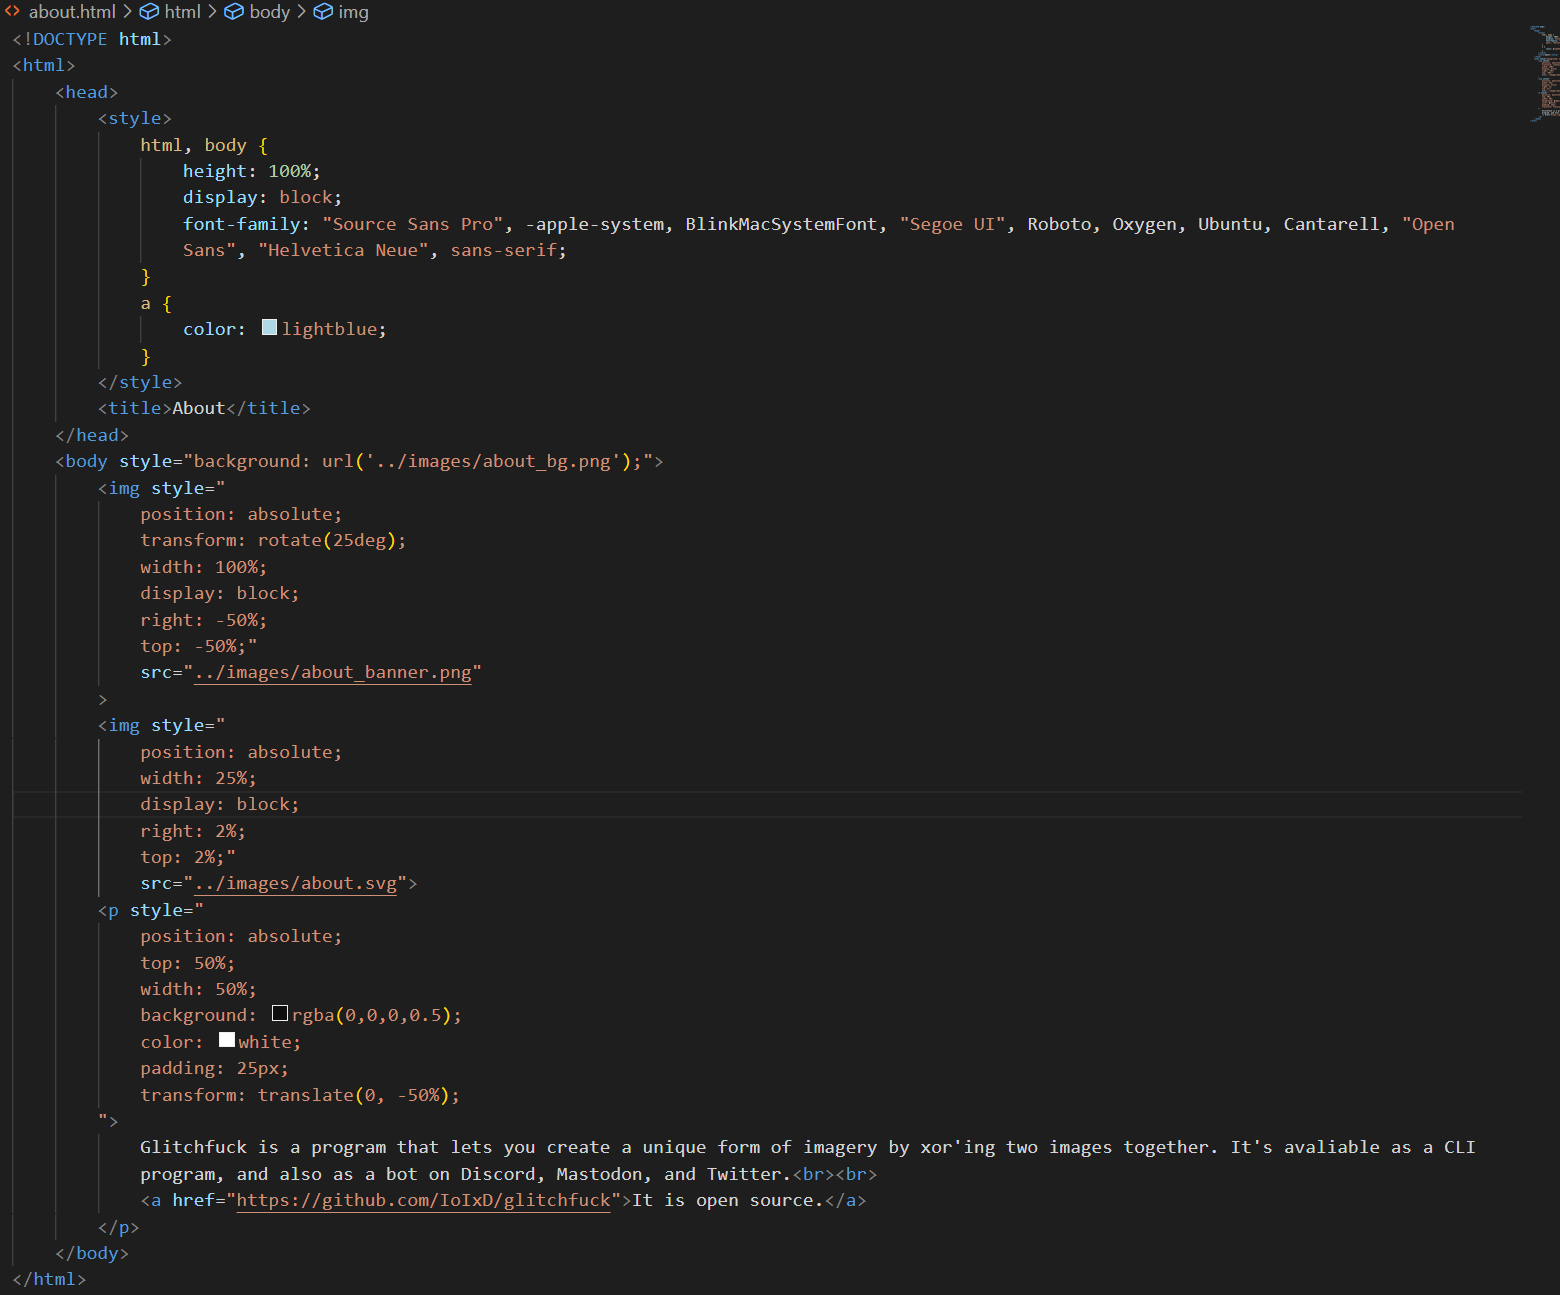 about.html > html > body > img
<!DOCTYPE html>
<html>
<head>
<style>
html, body {
height: 100%;
display: block;
font-family: "Source Sans Pro", -apple-system, BlinkMacSystemFont, "Segoe UI", Roboto, Oxygen, Ubuntu, Cantarell, "Open
Sans", "Helvetica Neue", sans-serif;
}
a {
color: lightblue;
}
</style>
<title>About</title>
</head>
<body style="background: url('../images/about_bg.png');">
<img style="
position: absolute;
transform: rotate(25deg);
width: 100%;
display: block;
right: -50%;
top: -50%;"
src="../images/about_banner.png"
>
<img style="
position: absolute;
width: 25%;
display: block;
right: 2%;
top: 2%;"
src="../images/about.svg">
<p style="
position: absolute;
top: 50%;
width: 50%;
background: rgba(0,0,0,0.5);
color: white;
padding: 25px;
transform: translate(0, -50%);
">
Glitchfuck is a program that lets you create a unique form of imagery by xor'ing two images together. It's avaliable as a CLI
program, and also as a bot on Discord, Mastodon, and Twitter.<br><br>
<a href="https://github.com/IoIxD/glitchfuck">It is open source.</a>
</p>
</body>
</html>